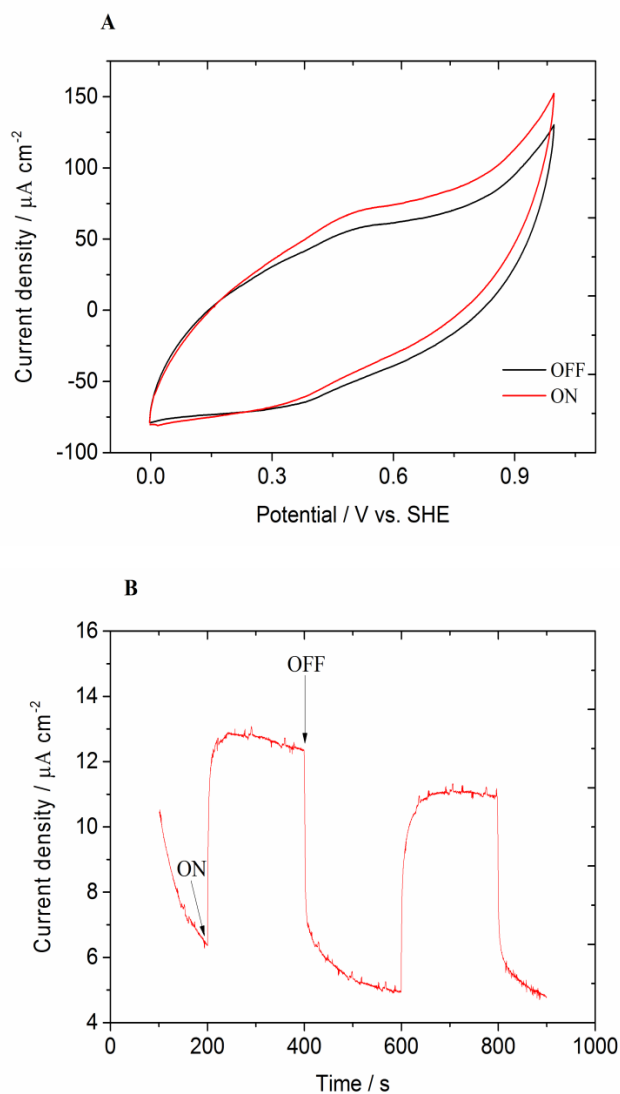 A
150
100
50
0
-50
-100
Current density / μA cm⁻²
OFF
ON
0.0 0.3 0.6 0.9
Potential / V vs. SHE
B
16
14
12
10
8
6
4
Current density / μA cm⁻²
OFF
ON
0 200 400 600 800 1000
Time / s